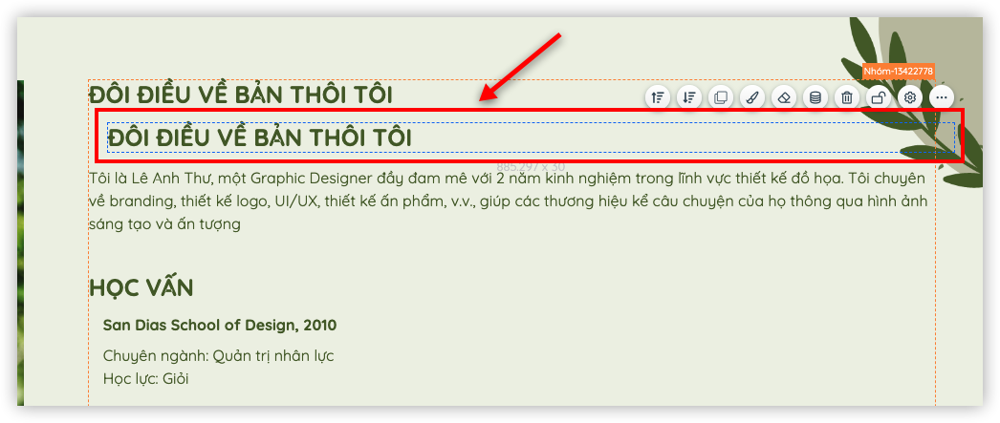 Nhóm-13422778
ĐÔI ĐIỀU VỀ BẢN THÔI TÔI
ĐÔI ĐIỀU VỀ BẢN THÔI TÔI
885.297 x 30
Tôi là Lê Anh Thư, một Graphic Designer đầy đam mê với 2 năm kinh nghiệm trong lĩnh vực thiết kế đồ họa. Tôi chuyên
về branding, thiết kế logo, UI/UX, thiết kế ấn phẩm, v.v., giúp các thương hiệu kể câu chuyện của họ thông qua hình ảnh
sáng tạo và ấn tượng
HỌC VẤN
San Dias School of Design, 2010
Chuyên ngành: Quản trị nhân lực
Học lực: Giỏi